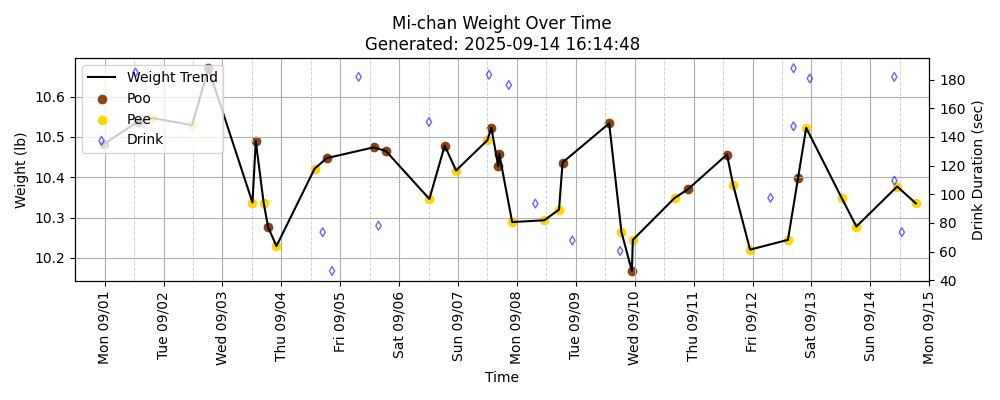 Mi-chan Weight Over Time
Generated: 2025-09-14 16:14:48
Weight Trend
Poo
Pee
Drink
Weight (lb)
10.6
10.5
10.4
10.3
10.2
Drink Duration (sec)
180
160
140
120
100
80
60
40
Mon 09/01
Tue 09/02
Wed 09/03
Thu 09/04
Fri 09/05
Sat 09/06
Sun 09/07
Mon 09/08
Tue 09/09
Wed 09/10
Thu 09/11
Fri 09/12
Sat 09/13
Sun 09/14
Mon 09/15
Time